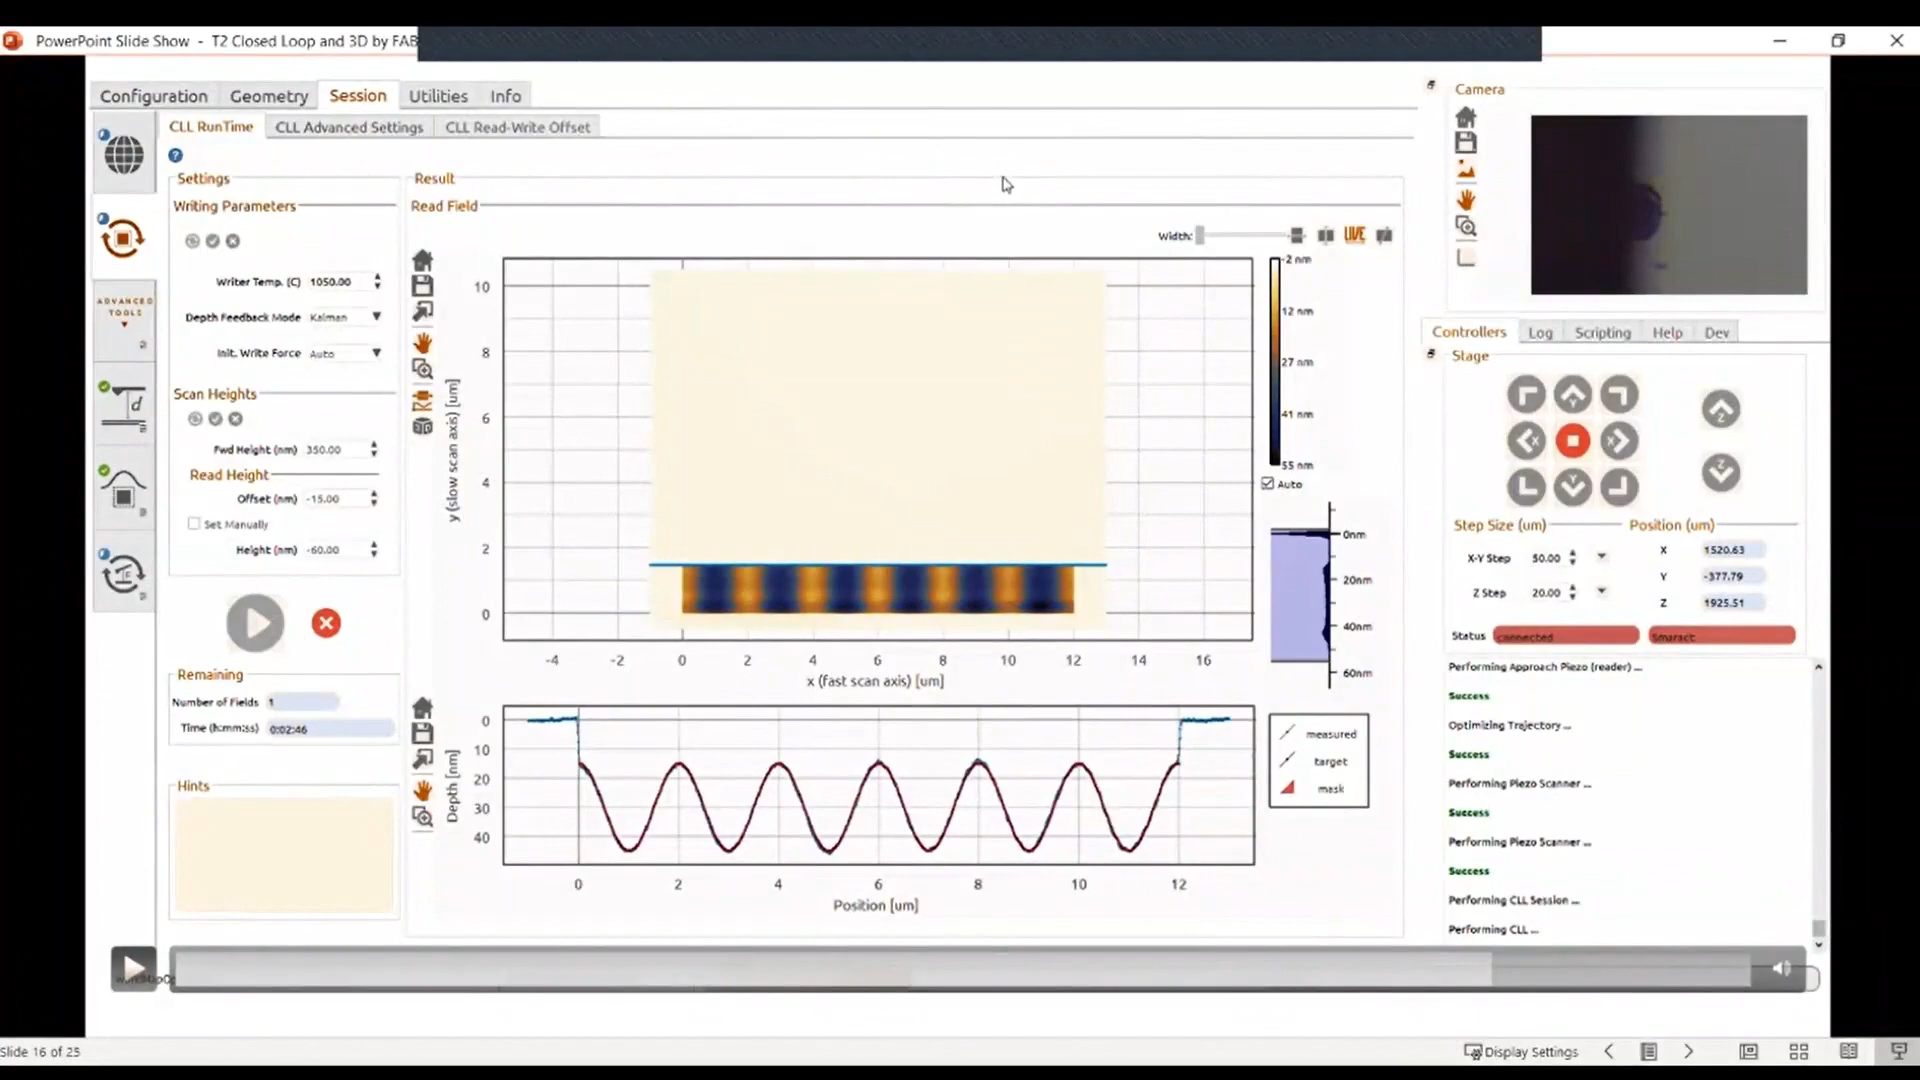 PowerPoint Slide Show - T2 Closed Loop and 3D by FAB
Configuration Geometry Session Utilities Info
CLL RunTime CLL Advanced Settings CLL Read-Write Offset
Settings
Writing Parameters
Writer Temp. (C) 1050.00
Depth Feedback Mode Kalman
Init. Write Force Auto
Scan Heights
Fwd Height (nm) 350.00
Read Height
Offset (nm) -15.00
Set Manually
Height (nm) -60.00
ADVANCED
TOOLS
d
Remaining
Number of Fields 1
Time (h:mm:ss) 0:02:46
Hints
Result
Read Field
Width: LIVE
y (slow scan axis) [um]
10
8
6
4
2
0
-4 -2 0 2 4 6 8 10 12 14 16
x (fast scan axis) [um]
-2 nm
12 nm
27 nm
41 nm
55 nm
Auto
0nm
20nm
40nm
60nm
Depth [nm]
0
10
20
30
40
0 2 4 6 8 10 12
Position [um]
measured
target
mask
Camera
Controllers Log Scripting Help Dev
Stage
Y
X X
Y
Z
Z
Step Size (um) Position (um)
X-Y Step 50.00
Z Step 20.00
X 1520.63
Y -377.79
Z 1925.51
Status connected Smaract
Performing Approach Piezo (reader) ...
Success
Optimizing Trajectory ...
Success
Performing Piezo Scanner ...
Success
Performing Piezo Scanner ...
Success
Performing CLL Session ...
Performing CLL ...
Slide 16 of 25
Display Settings